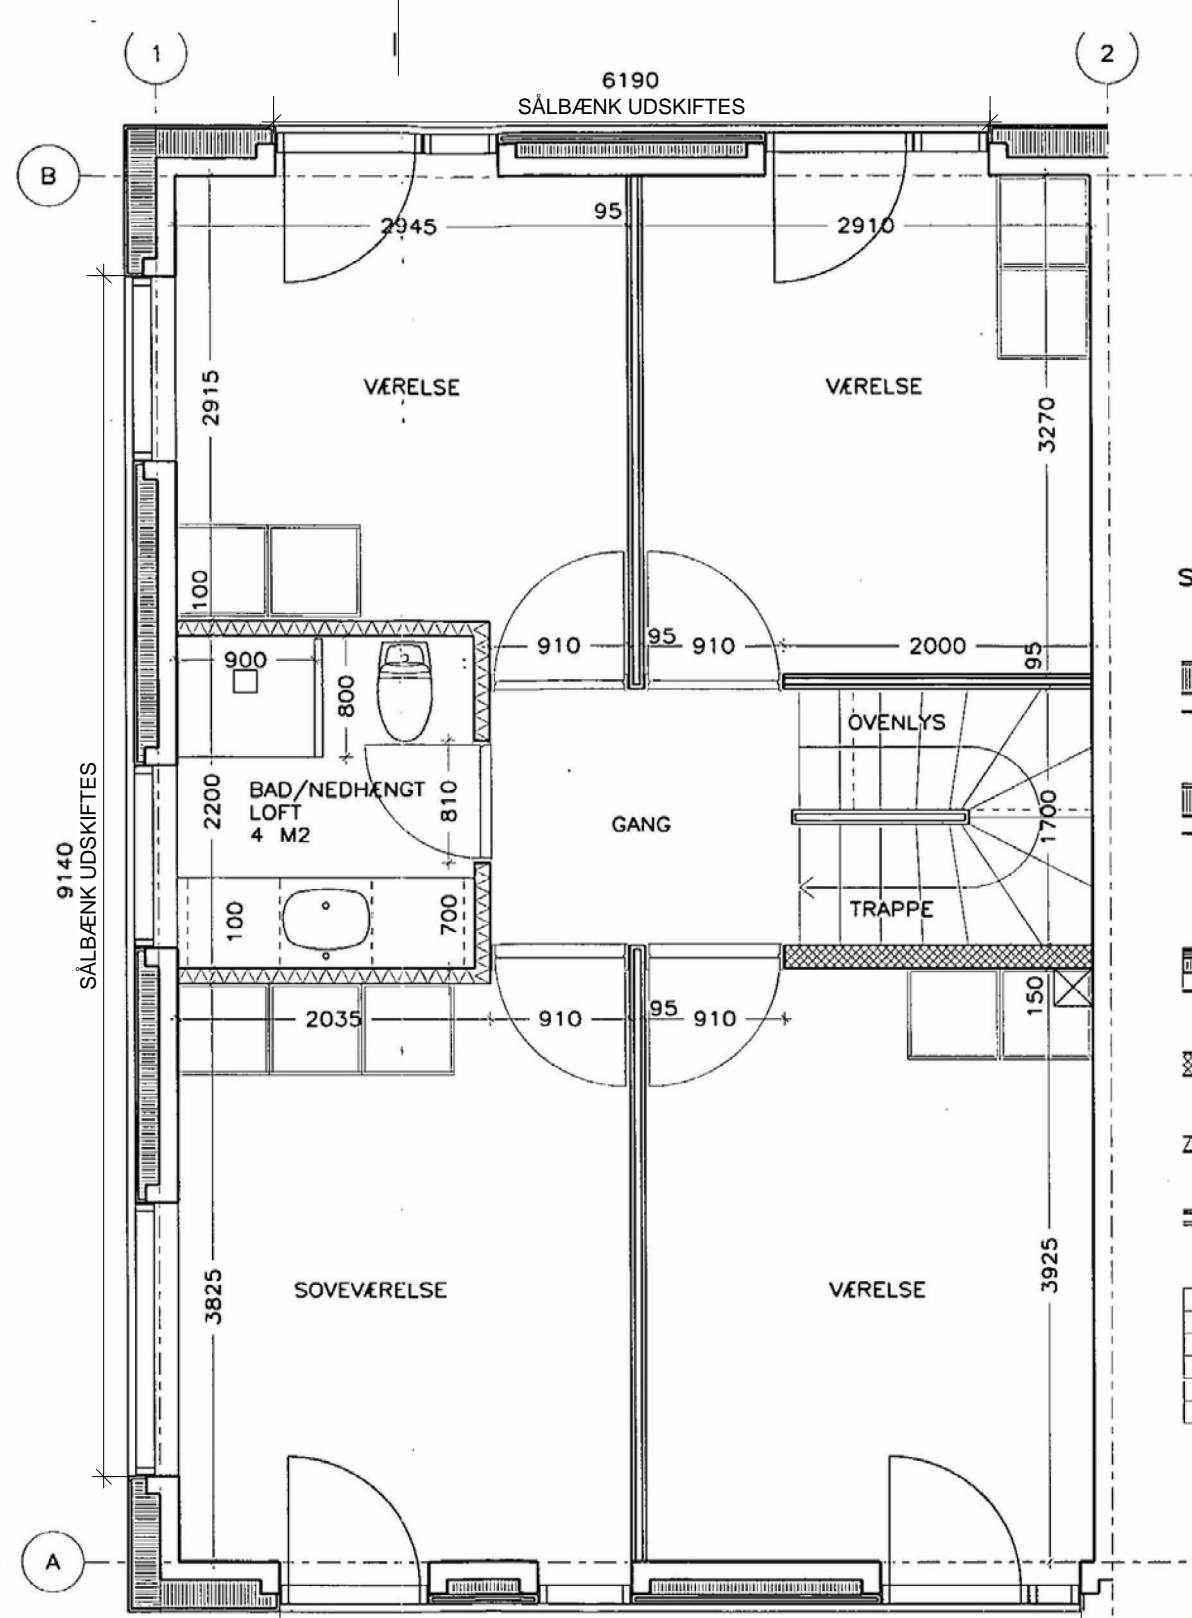 1
2
6190
SÅLBÆNK UDSKIFTES
B
95
2945
2910
2915
VÆRELSE
VÆRELSE
3270
S
100
910
95
910
2000
95
900
800
OVENLYS
2200
BAD/NEDHÆNGT
LOFT
4 M2
810
GANG
1700
9140
SÅLBÆNK UDSKIFTES
100
700
TRAPPE
2035
910
95
910
150
3825
SOVEVÆRELSE
VÆRELSE
3925
A